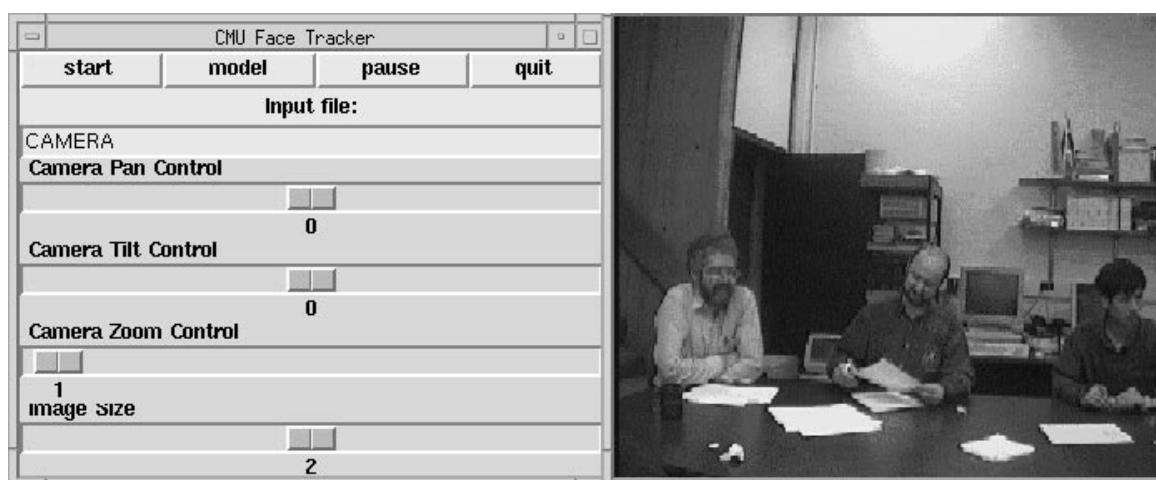 CMU Face Tracker
start model pause quit
Input file:
CAMERA
Camera Pan Control
0
Camera Tilt Control
0
Camera Zoom Control
1
Image Size
2